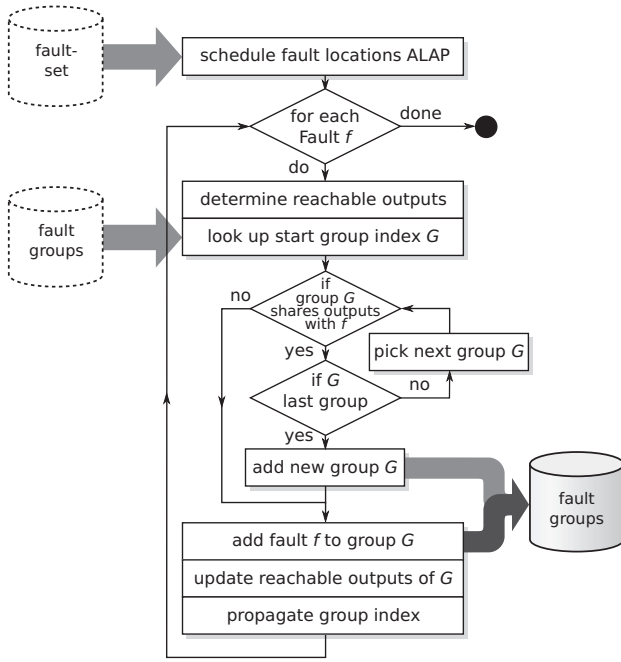 fault-
set
schedule fault locations ALAP
for each
Fault f
done
do
fault
groups
determine reachable outputs
look up start group index G
no
if
group G
shares outputs
with f
yes
pick next group G
if G
last group
no
yes
add new group G
fault
groups
add fault f to group G
update reachable outputs of G
propagate group index